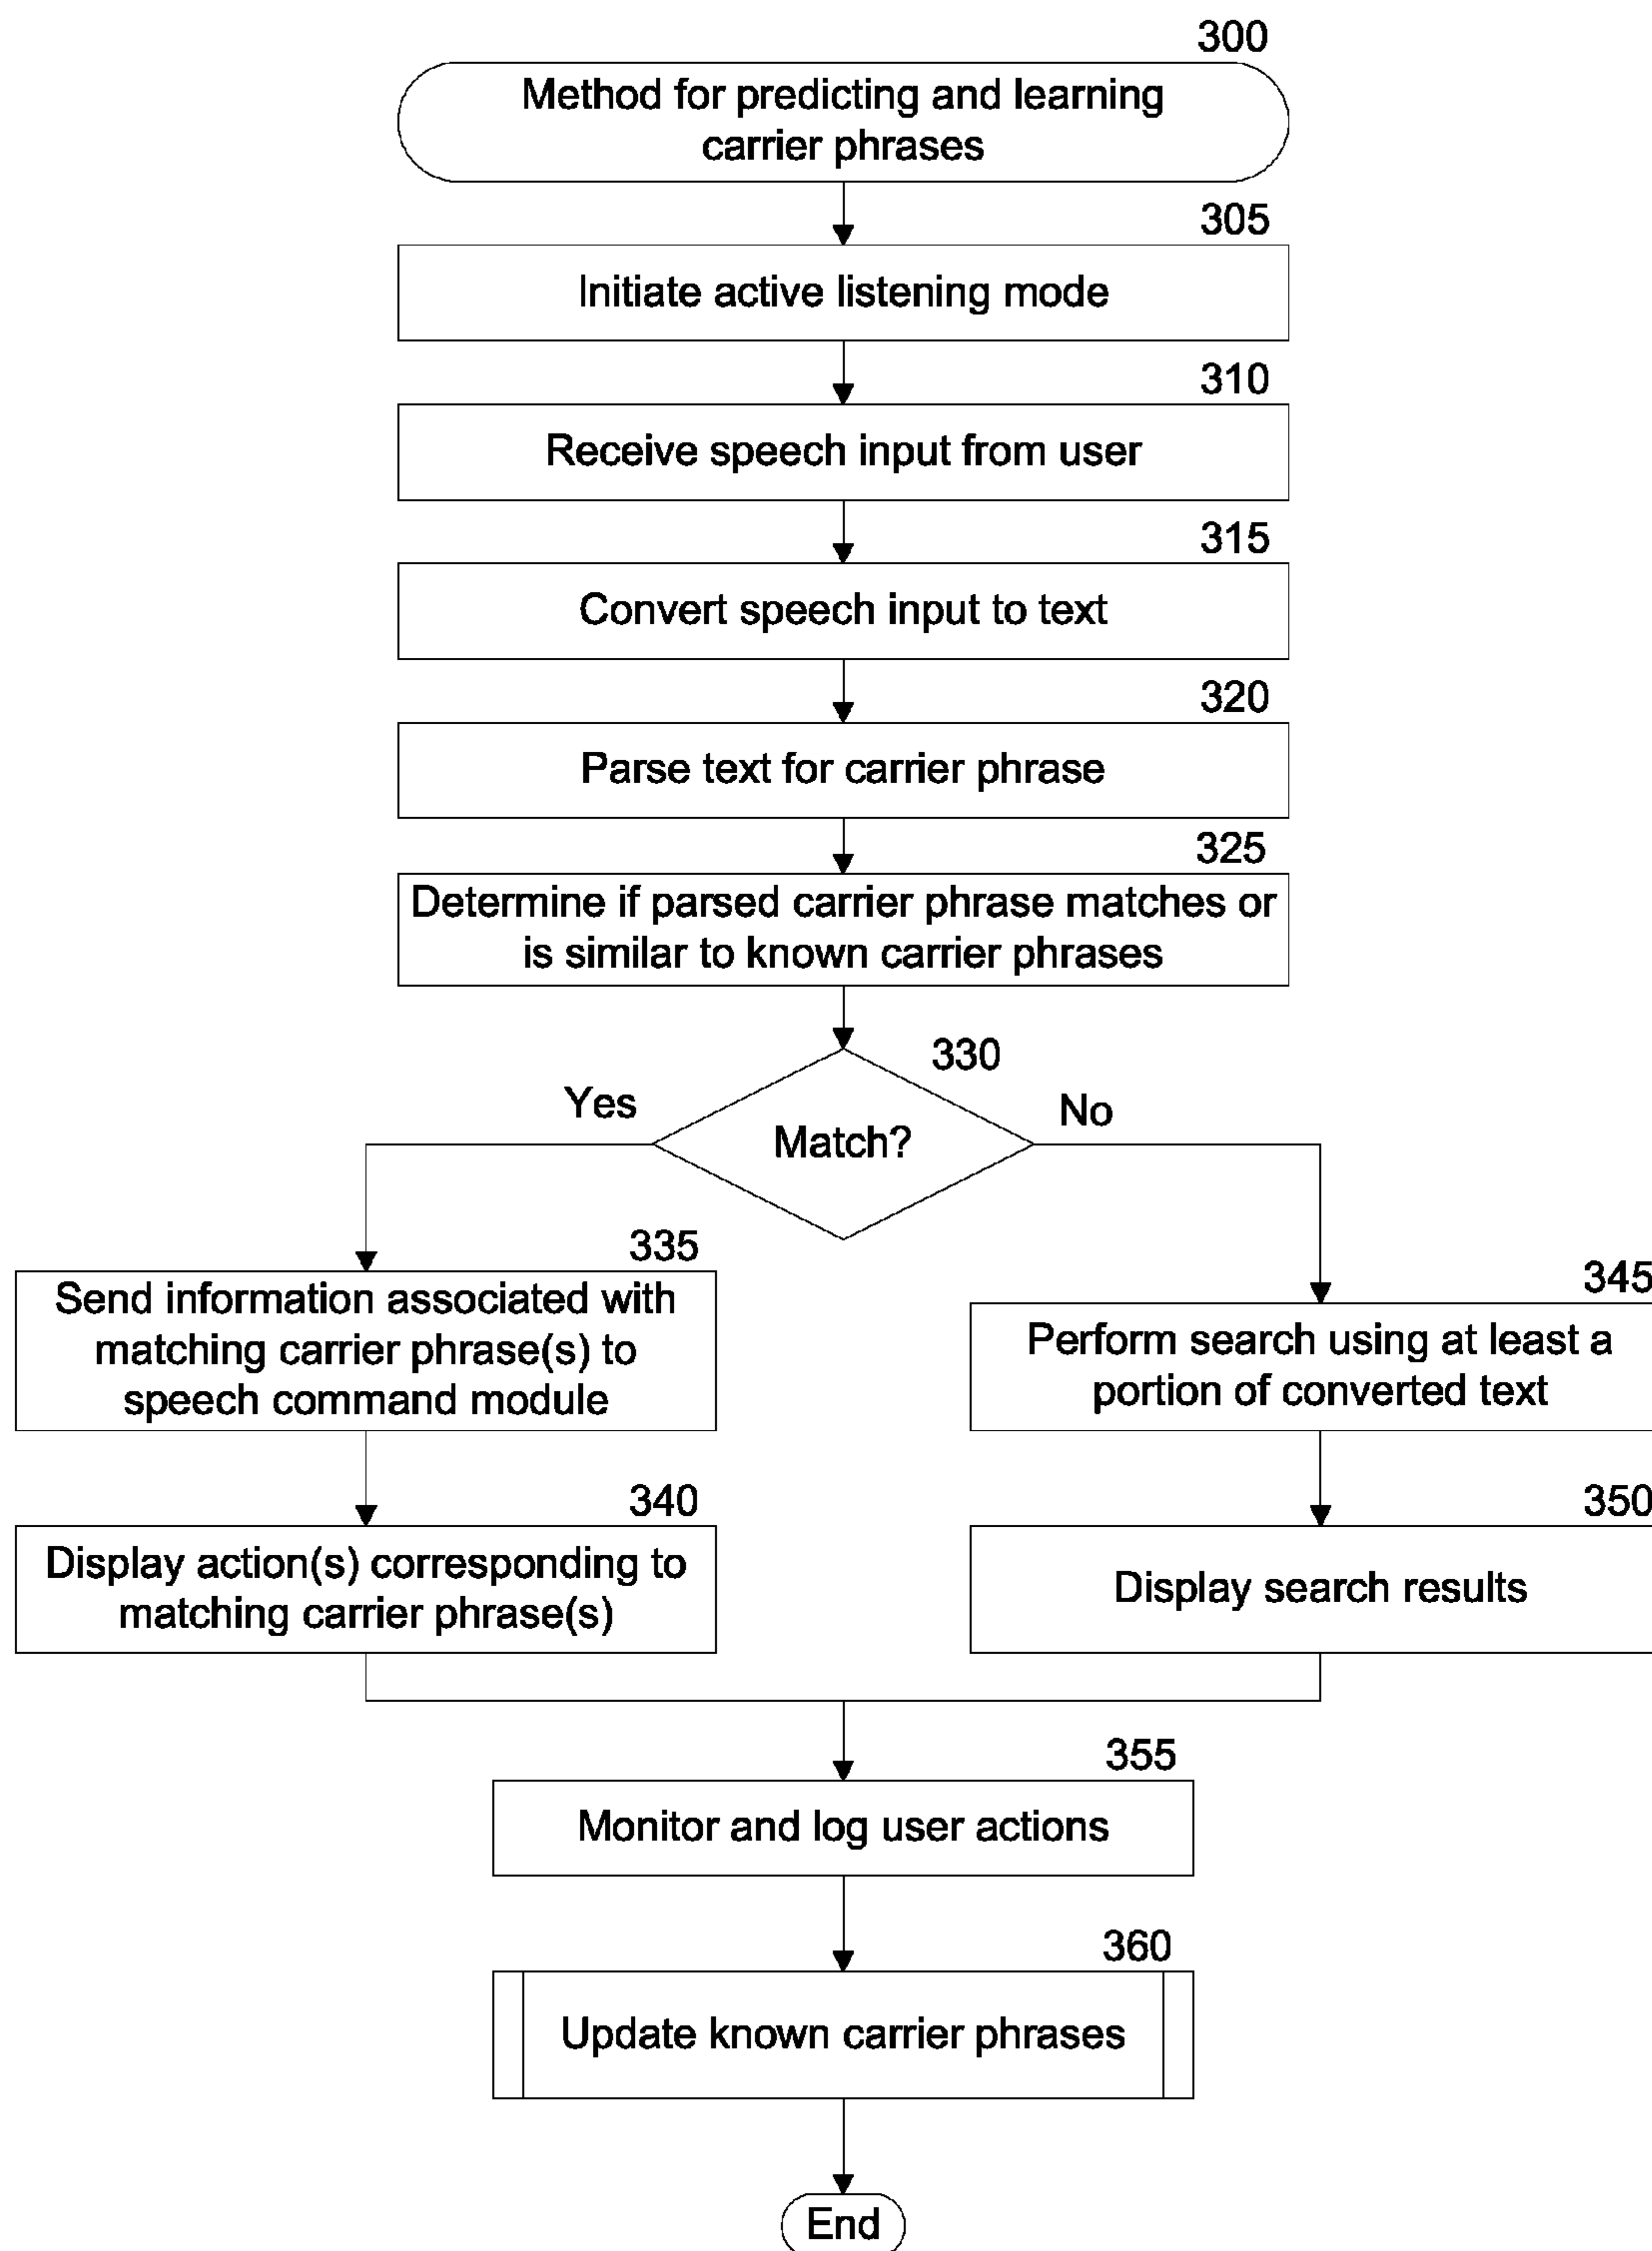 300
Method for predicting and learning
carrier phrases
305
Initiate active listening mode
310
Receive speech input from user
315
Convert speech input to text
320
Parse text for carrier phrase
325
Determine if parsed carrier phrase matches or
is similar to known carrier phrases
330
Yes
No
Match?
335
Send information associated with
matching carrier phrase(s) to
speech command module
345
Perform search using at least a
portion of converted text
340
Display action(s) corresponding to
matching carrier phrase(s)
350
Display search results
355
Monitor and log user actions
360
Update known carrier phrases
End